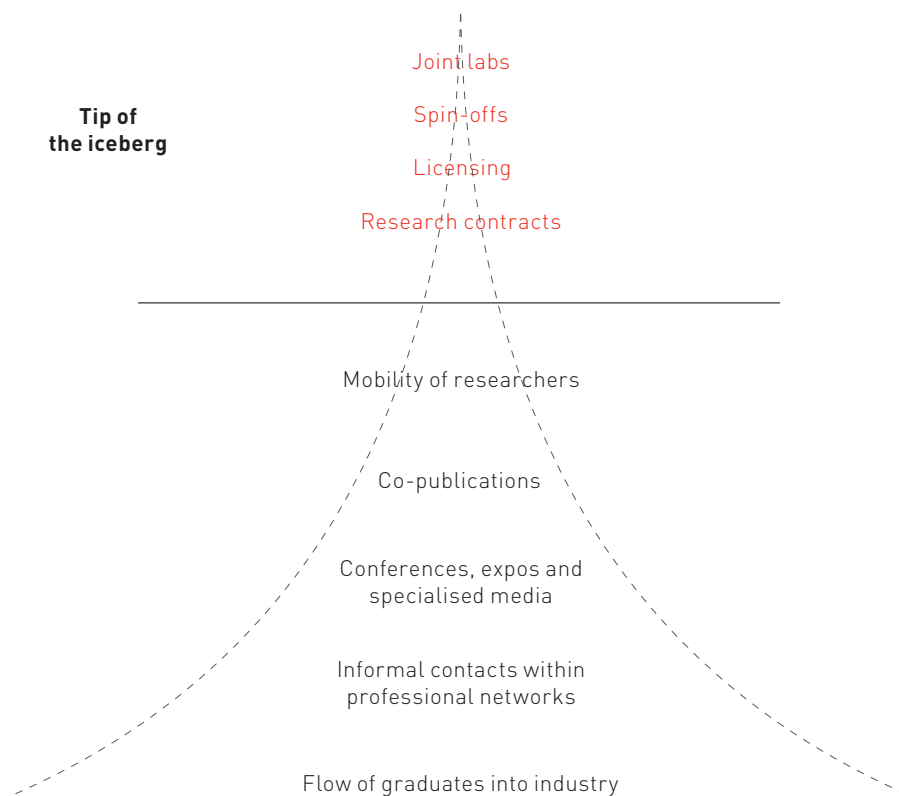 Joint labs
Tip of
the iceberg
Spin-offs
Licensing
Research contracts
Mobility of researchers
Co-publications
Conferences, expos and
specialised media
Informal contacts within
professional networks
Flow of graduates into industry